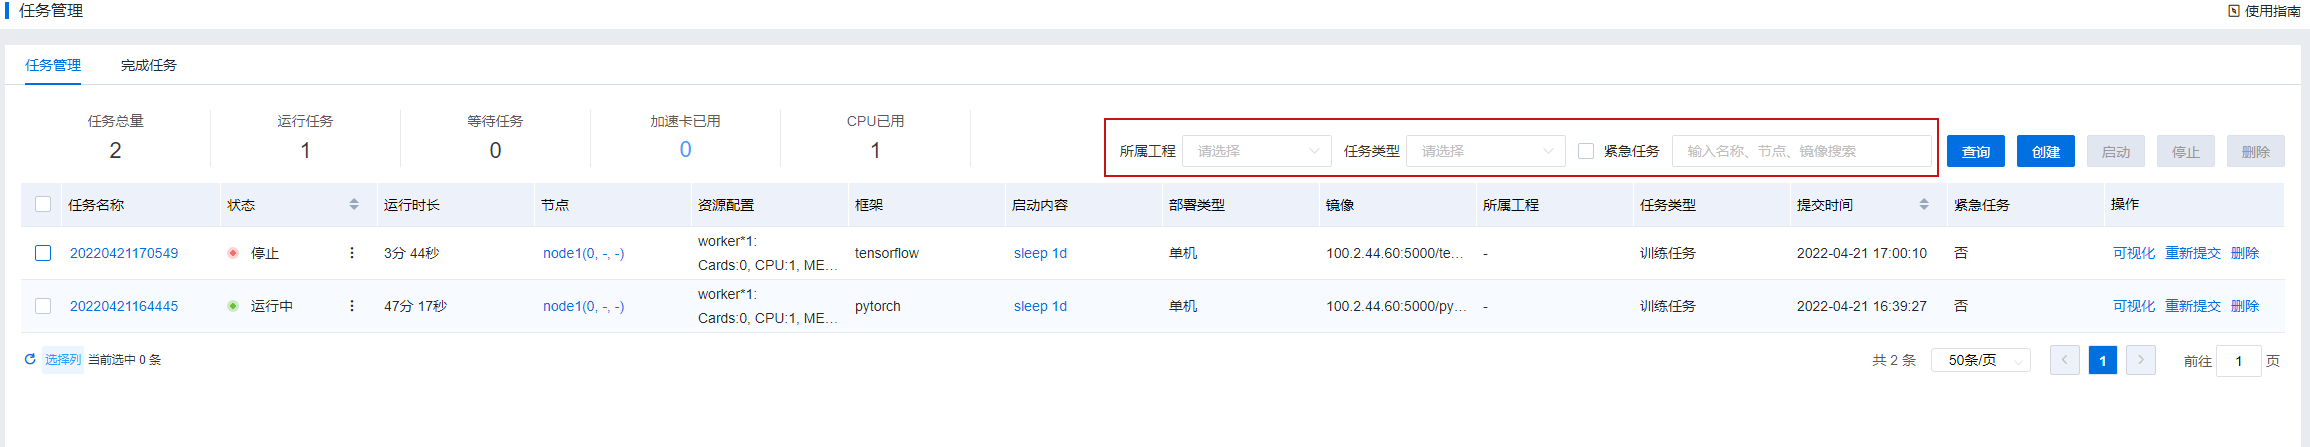 任务管理
使用指南
任务管理 完成任务
任务总量 运行任务 等待任务 加速卡已用 CPU已用
2 1 0 0 1
所属工程 请选择 任务类型 请选择 紧急任务 输入名称、节点、镜像搜索 查询 创建 启动 停止 删除
任务名称 状态 运行时长 节点 资源配置 框架 启动内容 部署类型 镜像 所属工程 任务类型 提交时间 紧急任务 操作
20220421170549 停止 3分 44秒 node1(0, -, -) worker*1: Cards:0, CPU:1, ME... tensorflow sleep 1d 单机 100.2.44.60:5000/te... - 训练任务 2022-04-21 17:00:10 否 可视化 重新提交 删除
20220421164445 运行中 47分 17秒 node1(0, -, -) worker*1: Cards:0, CPU:1, ME... pytorch sleep 1d 单机 100.2.44.60:5000/py... - 训练任务 2022-04-21 16:39:27 否 可视化 重新提交 删除
选择列 当前选中 0 条 共 2 条 50条/页 1 前往 1 页